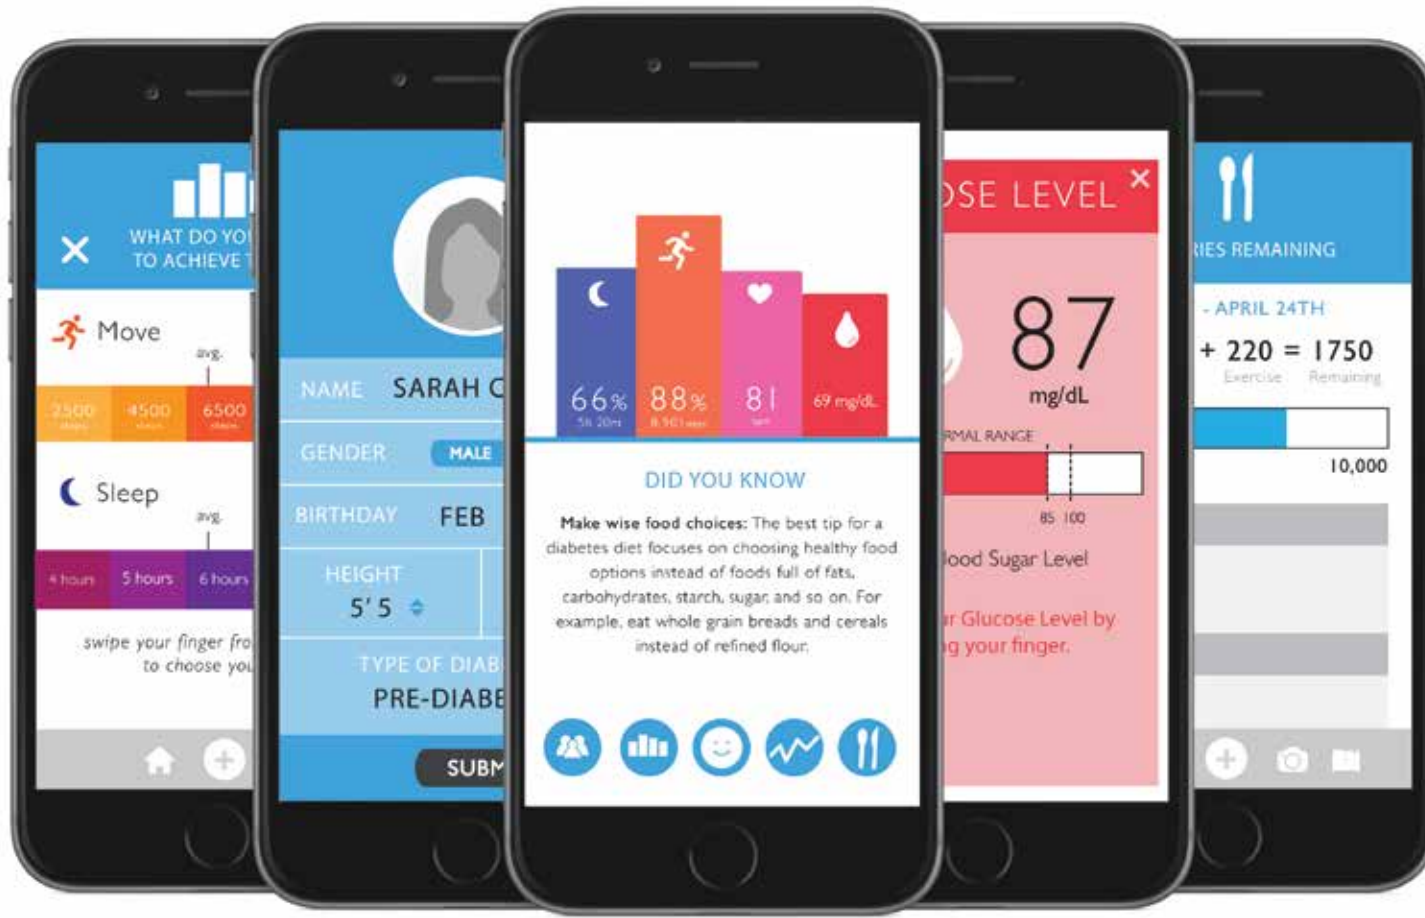 WHAT DO YO
TO ACHIEVE T
Move
avg.
2500
4500
6500
steps
steps
steps
Sleep
avg.
4 hours
5 hours
6 hours
swipe your finger fro
to choose you
NAME
SARAH C
GENDER
MALE
BIRTHDAY
FEB
HEIGHT
5' 5
TYPE OF DIAB
PRE-DIABE
SUBM
66%
88%
81
69 mg/dL
5h 20m
DID YOU KNOW
Make wise food choices: The best tip for a
diabetes diet focuses on choosing healthy food
options instead of foods full of fats,
carbohydrates, starch, sugar, and so on. For
example, eat whole grain breads and cereals
instead of refined flour.
OSE LEVEL
87
mg/dL
RMAL RANGE
85
100
lood Sugar Level
r Glucose Level by
g your finger.
RIES REMAINING
- APRIL 24TH
+ 220 = 1750
Exercise
Remaining
10,000